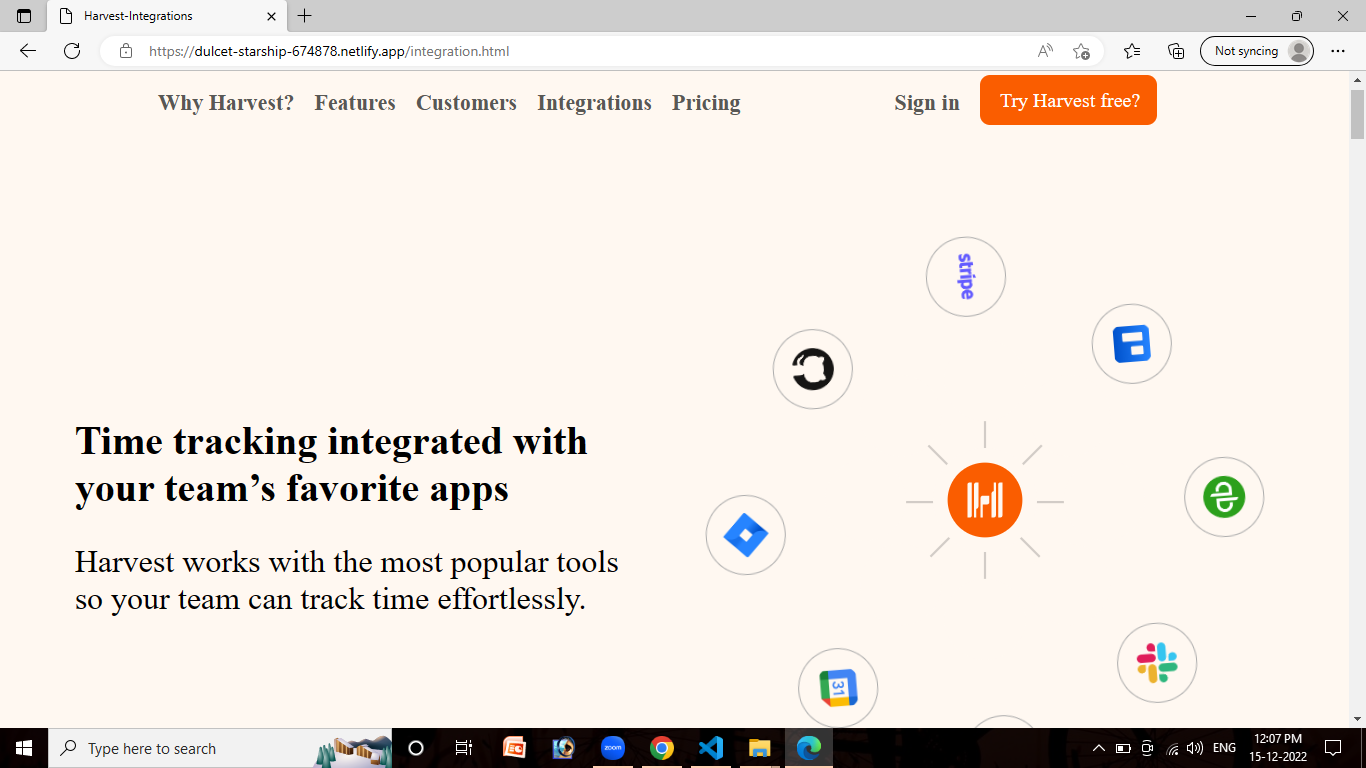 Harvest-Integrations
https://dulcet-starship-674878.netlify.app/integration.html
Not syncing
Why Harvest? Features Customers Integrations Pricing Sign in Try Harvest free?
stripe
Time tracking integrated with
your team’s favorite apps
Harvest works with the most popular tools
so your team can track time effortlessly.
31
Type here to search
zoom
ENG
12:07 PM
15-12-2022